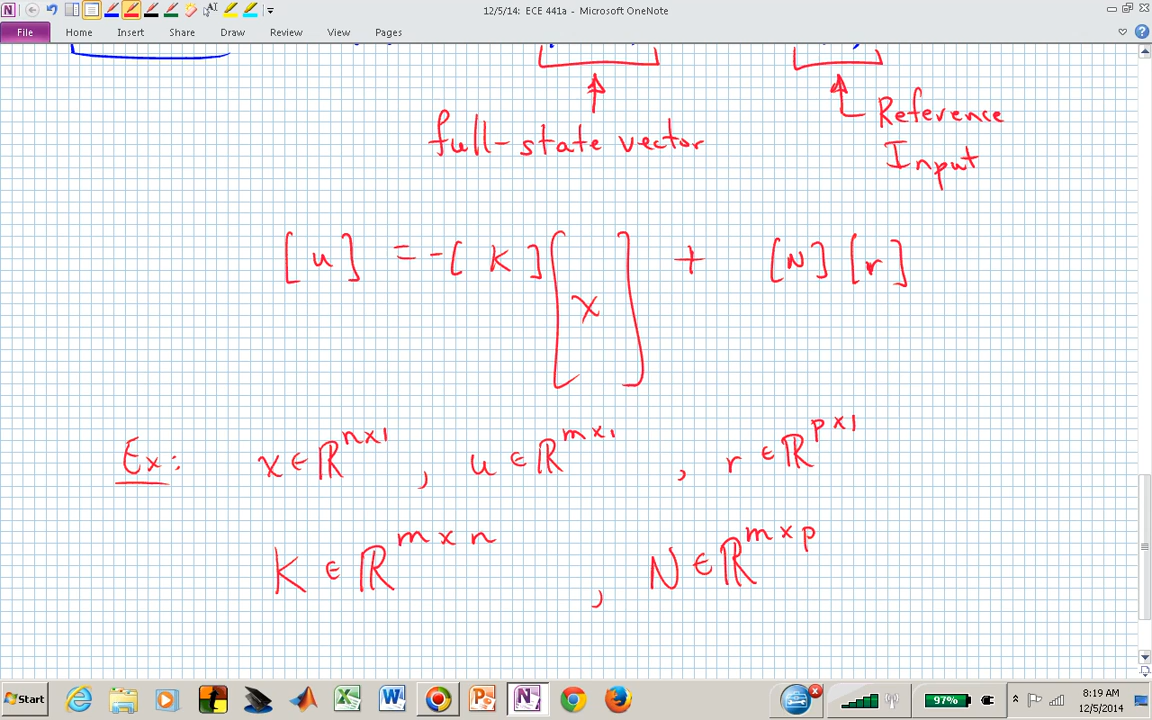 12/5/14: ECE 441a - Microsoft OneNote
File Home Insert Share Draw Review View Pages
full-state vector
Reference
Input
[u] = -[K][x] + [N][r]
Ex: x ∈ ℝ^{n×1}, u ∈ ℝ^{m×1}, r ∈ ℝ^{p×1}
K ∈ ℝ^{m×n}, N ∈ ℝ^{m×p}
Start
97%
8:19 AM
12/5/2014